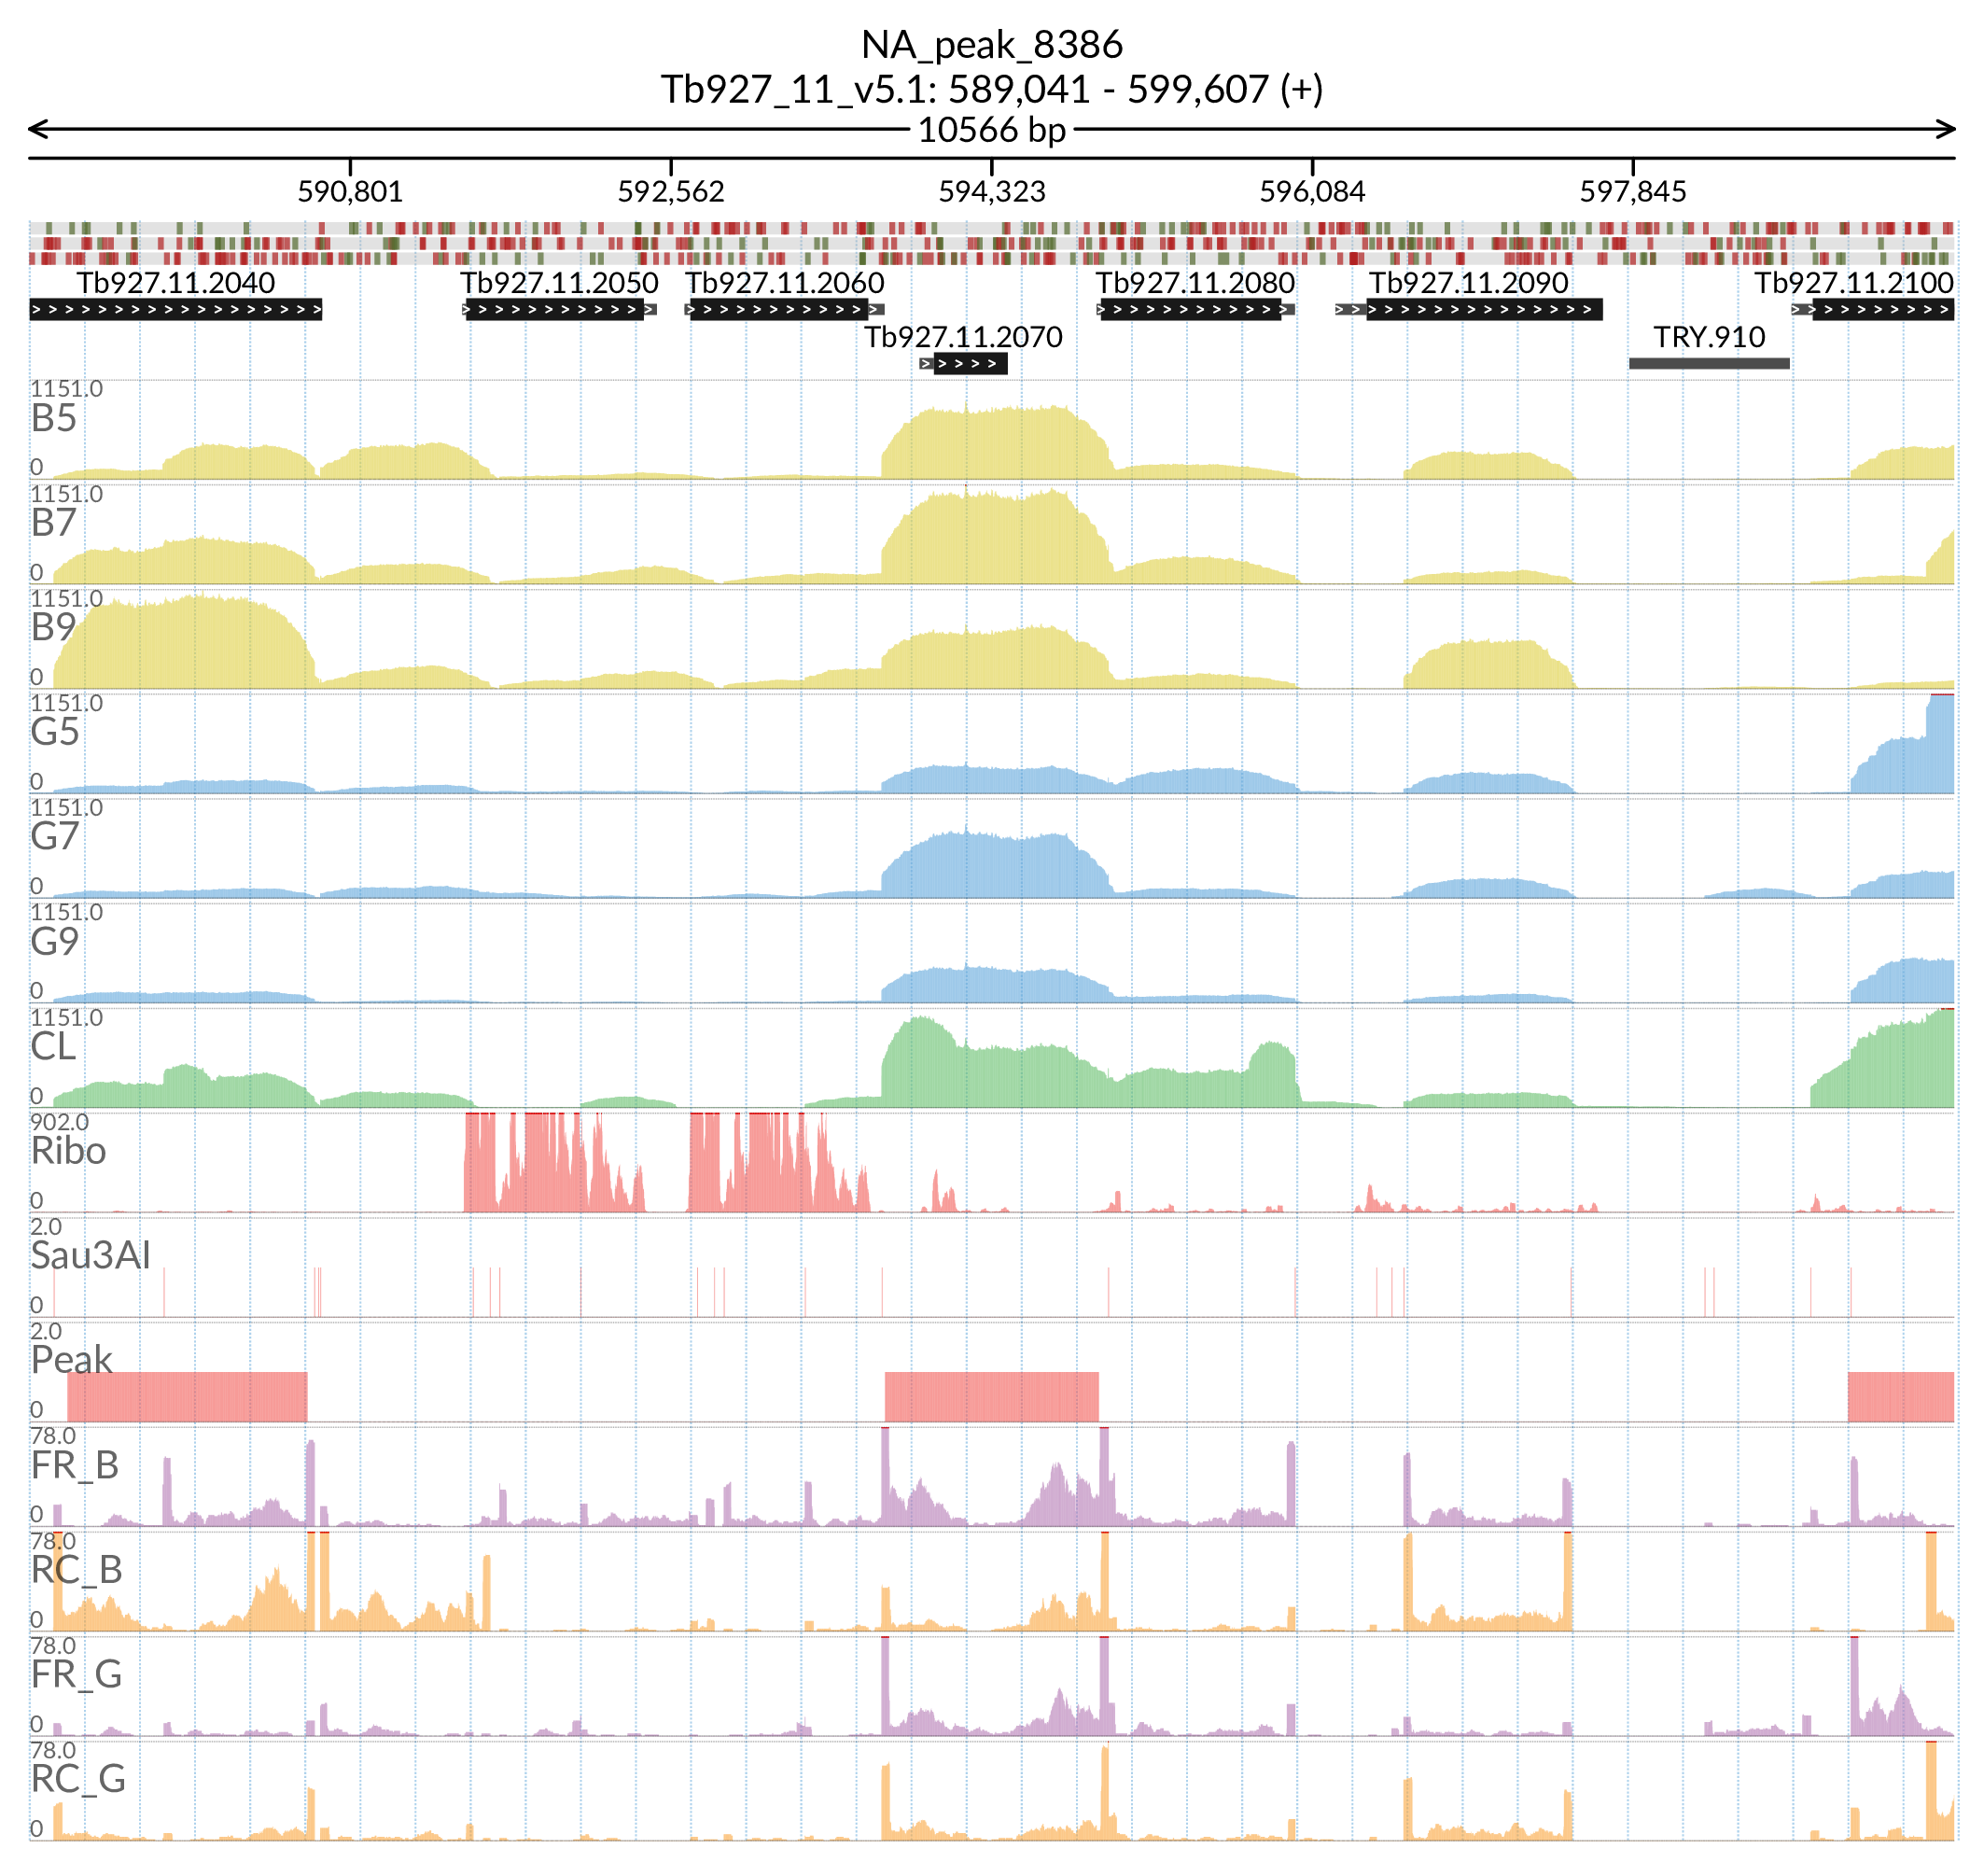 NA_peak_8386
Tb927_11_v5.1: 589,041 - 599,607 (+)
10566 bp
590,801 592,562 594,323 596,084 597,845
Tb927.11.2040 Tb927.11.2050 Tb927.11.2060 Tb927.11.2080 Tb927.11.2090 Tb927.11.2100
Tb927.11.2070 TRY.910
1151.0
B5
0
1151.0
B7
0
1151.0
B9
0
1151.0
G5
0
1151.0
G7
0
1151.0
G9
0
1151.0
CL
0
902.0
Ribo
0
2.0
Sau3AI
0
2.0
Peak
0
78.0
FR_B
0
78.0
RC_B
0
78.0
FR_G
0
78.0
RC_G
0